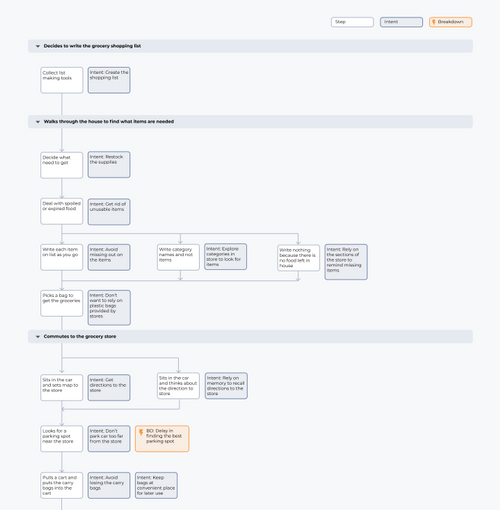 Step
Intent
Breakdown
Decides to write the grocery shopping list
Collect list
making tools
Intent: Create the
shopping list
Walks through the house to find what items are needed
Decide what
need to get
Intent: Restock
the supplies
Deal with spoiled
or expired food
Intent: Get rid of
unusable items
Write each item
on list as you go
Intent: Avoid
missing out on
the items
Write category
names and not
items
Intent: Explore
categories in
store to look for
items
Write nothing
because there is
no food left in
house
Intent: Rely on
the sections of
the store to
remind missing
items
Picks a bag to
get the groceries
Intent: Don't
want to rely on
plastic bags
provided by
stores
Commutes to the grocery store
Sits in the car
and sets map to
the store
Intent: Get
directions to the
store
Sits in the car
and thinks about
the direction to
store
Intent: Rely on
memory to recall
directions to the
store
Looks for a
parking spot
near the store
Intent: Don't
park car too far
from the store
BD: Delay in
finding the best
parking spot
Pulls a cart and
puts the carry
bags into the
cart
Intent: Avoid
losing the carry
bags
Intent: Keep
bags at
convenient place
for later use